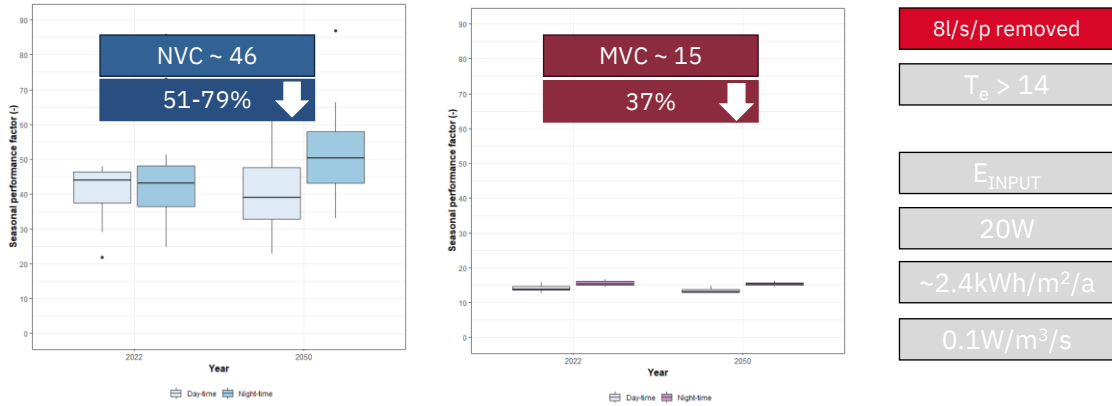 90
80
70
60
50
40
30
20
10
0
Seasonal performance factor (-)
NVC ~ 46
51-79%
2022
2050
Year
Day-time
Night-time
90
80
70
60
50
40
30
20
10
0
Seasonal performance factor (-)
MVC ~ 15
37%
2022
2050
Year
Day-time
Night-time
8l/s/p removed
Tₑ > 14
E_INPUT
20W
~2.4kWh/m²/a
0.1W/m³/s